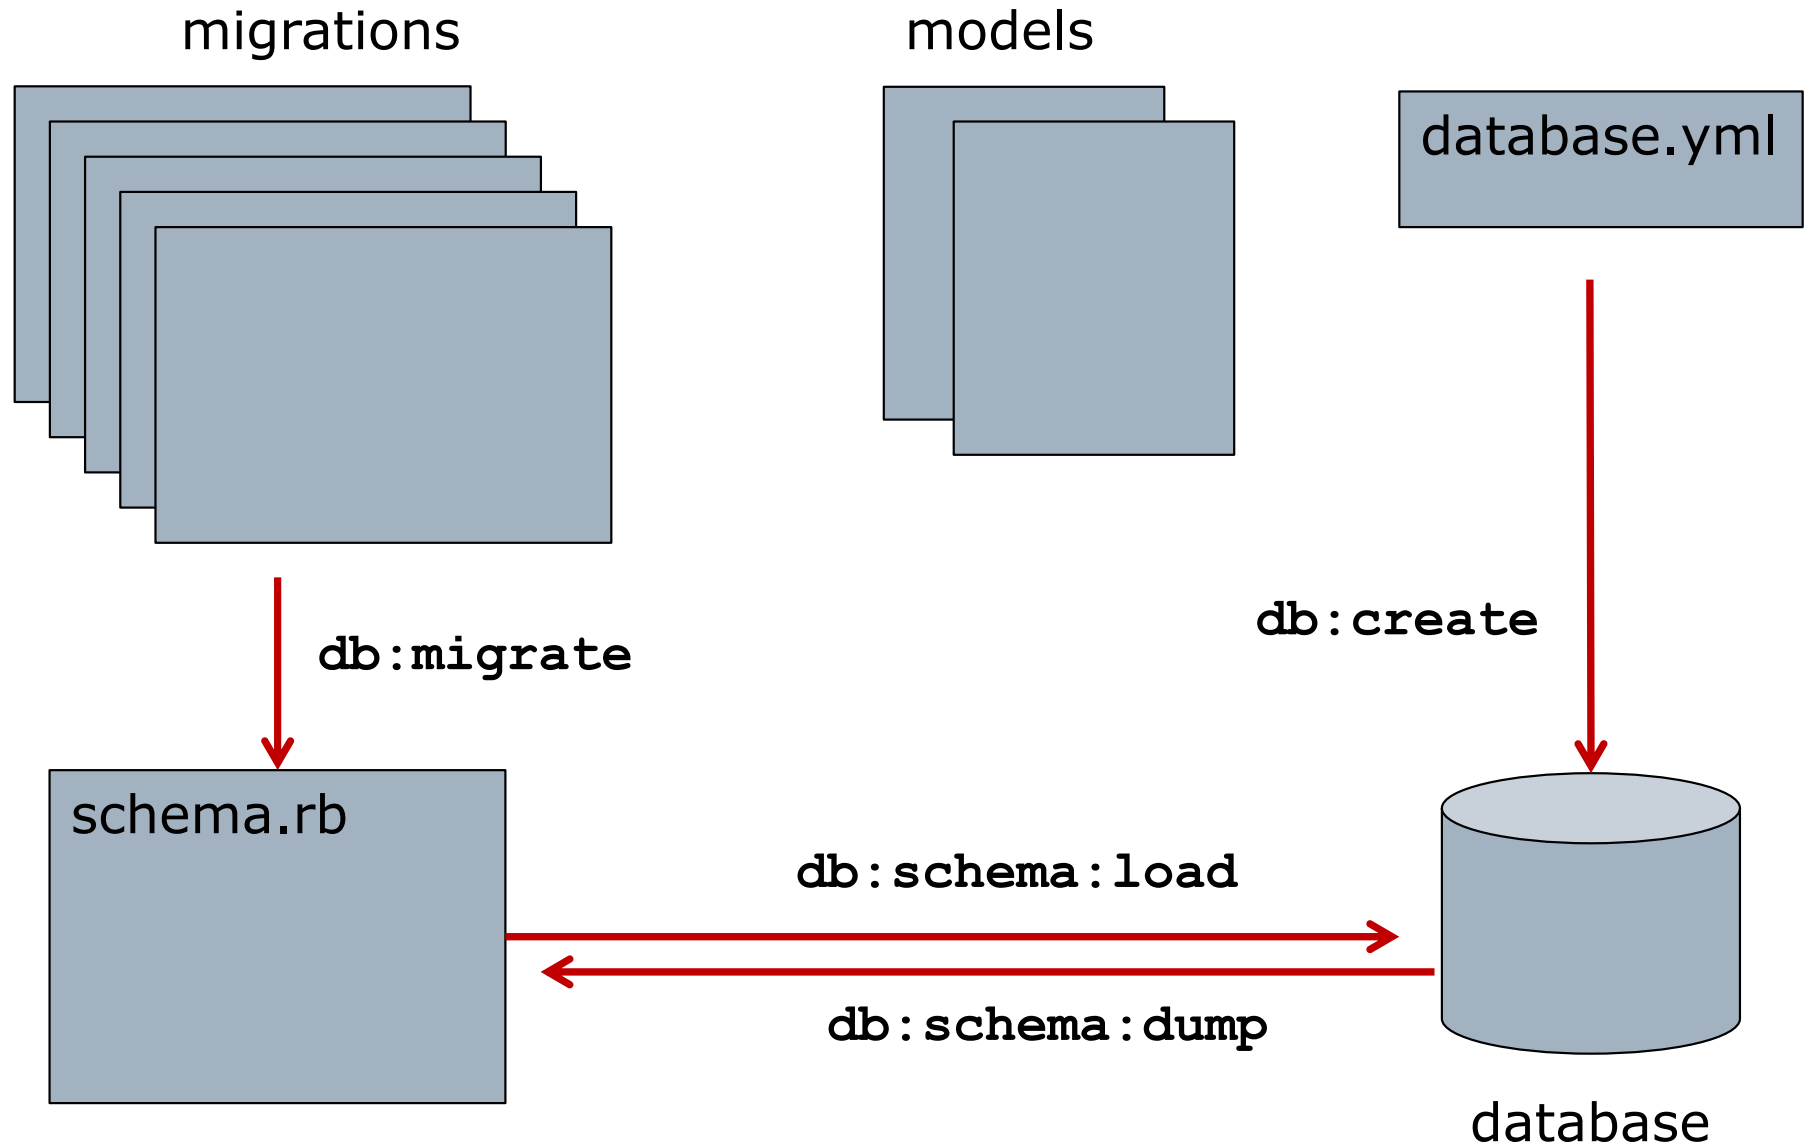 migrations
models
database.yml
db:create
db:migrate
schema.rb
db:schema:load
db:schema:dump
database